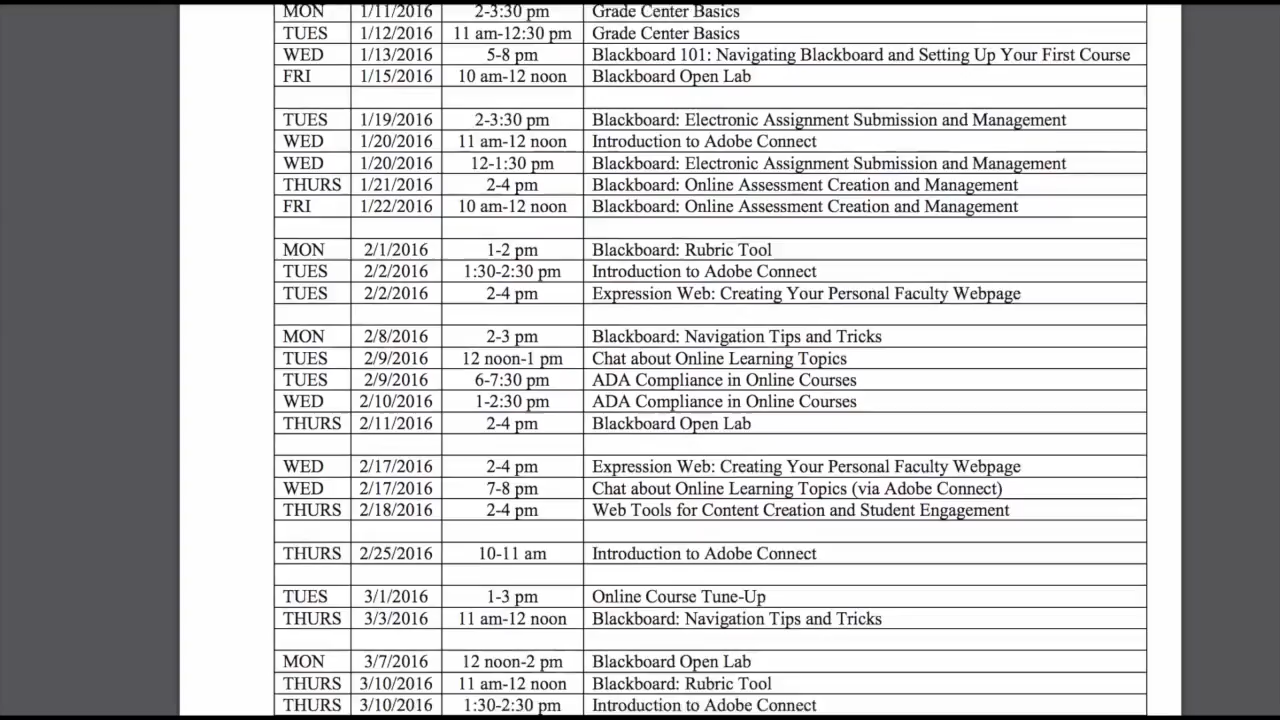 MON 1/11/2016 2-3:30 pm Grade Center Basics
TUES 1/12/2016 11 am-12:30 pm Grade Center Basics
WED 1/13/2016 5-8 pm Blackboard 101: Navigating Blackboard and Setting Up Your First Course
FRI 1/15/2016 10 am-12 noon Blackboard Open Lab
TUES 1/19/2016 2-3:30 pm Blackboard: Electronic Assignment Submission and Management
WED 1/20/2016 11 am-12 noon Introduction to Adobe Connect
WED 1/20/2016 12-1:30 pm Blackboard: Electronic Assignment Submission and Management
THURS 1/21/2016 2-4 pm Blackboard: Online Assessment Creation and Management
FRI 1/22/2016 10 am-12 noon Blackboard: Online Assessment Creation and Management
MON 2/1/2016 1-2 pm Blackboard: Rubric Tool
TUES 2/2/2016 1:30-2:30 pm Introduction to Adobe Connect
TUES 2/2/2016 2-4 pm Expression Web: Creating Your Personal Faculty Webpage
MON 2/8/2016 2-3 pm Blackboard: Navigation Tips and Tricks
TUES 2/9/2016 12 noon-1 pm Chat about Online Learning Topics
TUES 2/9/2016 6-7:30 pm ADA Compliance in Online Courses
WED 2/10/2016 1-2:30 pm ADA Compliance in Online Courses
THURS 2/11/2016 2-4 pm Blackboard Open Lab
WED 2/17/2016 2-4 pm Expression Web: Creating Your Personal Faculty Webpage
WED 2/17/2016 7-8 pm Chat about Online Learning Topics (via Adobe Connect)
THURS 2/18/2016 2-4 pm Web Tools for Content Creation and Student Engagement
THURS 2/25/2016 10-11 am Introduction to Adobe Connect
TUES 3/1/2016 1-3 pm Online Course Tune-Up
THURS 3/3/2016 11 am-12 noon Blackboard: Navigation Tips and Tricks
MON 3/7/2016 12 noon-2 pm Blackboard Open Lab
THURS 3/10/2016 11 am-12 noon Blackboard: Rubric Tool
THURS 3/10/2016 1:30-2:30 pm Introduction to Adobe Connect